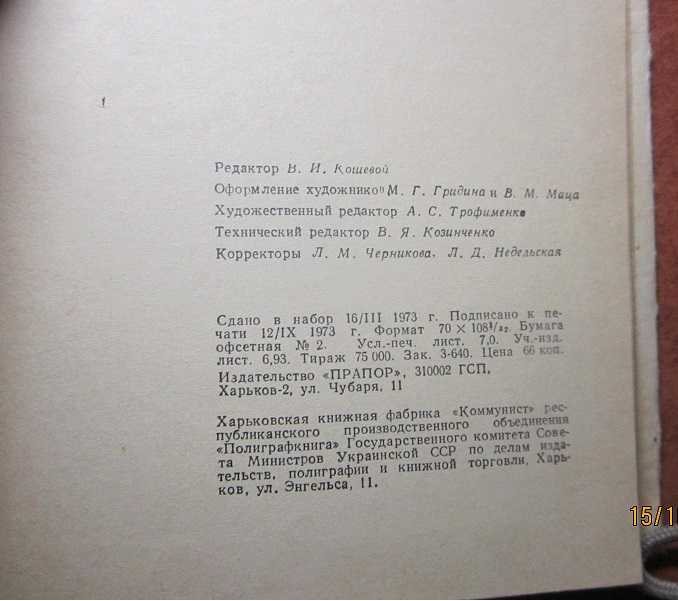 Редактор В. И. Кошевой
Оформление художников М. Г. Гридина и В. М. Маца
Художественный редактор А. С. Трофименко
Технический редактор В. Я. Козинченко
Корректоры Л. М. Черникова, Л. Д. Недельская
Сдано в набор 16/III 1973 г. Подписано к пе-
чати 12/IX 1973 г. Формат 70 × 108¹/₃₂. Бумага
офсетная № 2. Усл.-печ. лист. 7,0. Уч.-изд.
лист. 6,93. Тираж 75 000. Зак. 3-640. Цена 66 коп.
Издательство «ПРАПОР», 310002 ГСП,
Харьков-2, ул. Чубаря, 11
Харьковская книжная фабрика «Коммунист» рес-
публиканского производственного объединения
«Полиграфкнига» Государственного комитета Сове-
та Министров Украинской ССР по делам изда-
тельств, полиграфии и книжной торговли, Харь-
ков, ул. Энгельса, 11.